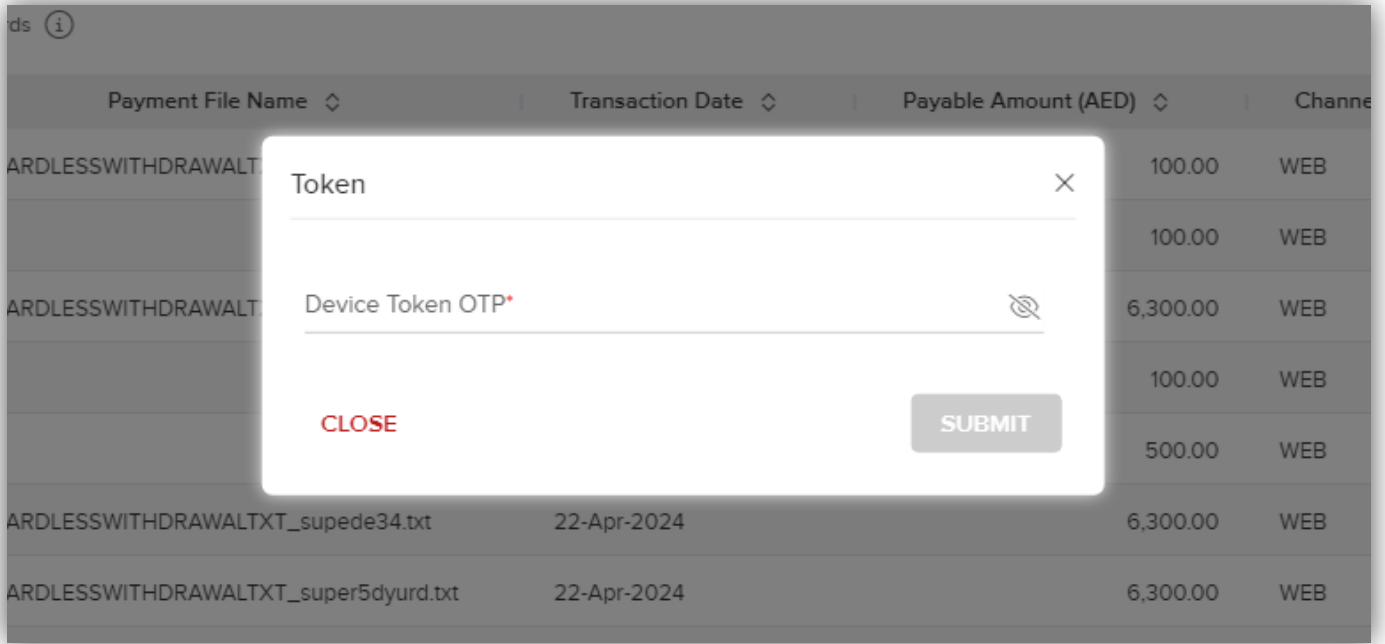 rds
Payment File Name Transaction Date Payable Amount (AED) Channe
ARDLESSWITHDRAWALT 100.00 WEB
Token
100.00 WEB
Device Token OTP*
ARDLESSWITHDRAWALT 6,300.00 WEB
100.00 WEB
CLOSE SUBMIT
500.00 WEB
ARDLESSWITHDRAWALTXT_supede34.txt 22-Apr-2024 6,300.00 WEB
ARDLESSWITHDRAWALTXT_super5dyurd.txt 22-Apr-2024 6,300.00 WEB